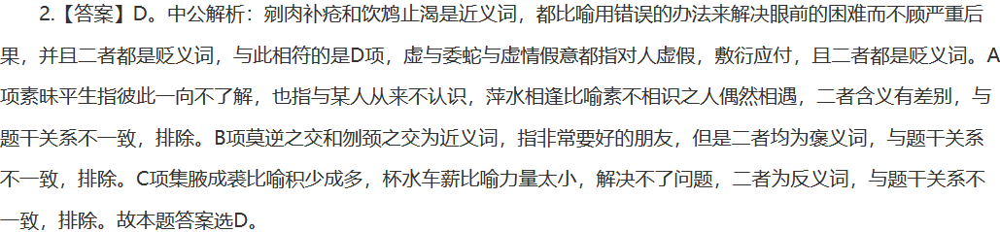 2.【答案】D。中公解析：剜肉补疮和饮鸩止渴是近义词，都比喻用错误的办法来解决眼前的困难而不顾严重后
果，并且二者都是贬义词，与此相符的是D项，虚与委蛇与虚情假意都指对人虚假，敷衍应付，且二者都是贬义词。A
项素昧平生指彼此一向不了解，也指与某人从来不认识，萍水相逢比喻素不相识之人偶然相遇，二者含义有差别，与
题干关系不一致，排除。B项莫逆之交和刎颈之交为近义词，指非常要好的朋友，但是二者均为褒义词，与题干关系
不一致，排除。C项集腋成裘比喻积少成多，杯水车薪比喻力量太小，解决不了问题，二者为反义词，与题干关系不
一致，排除。故本题答案选D。